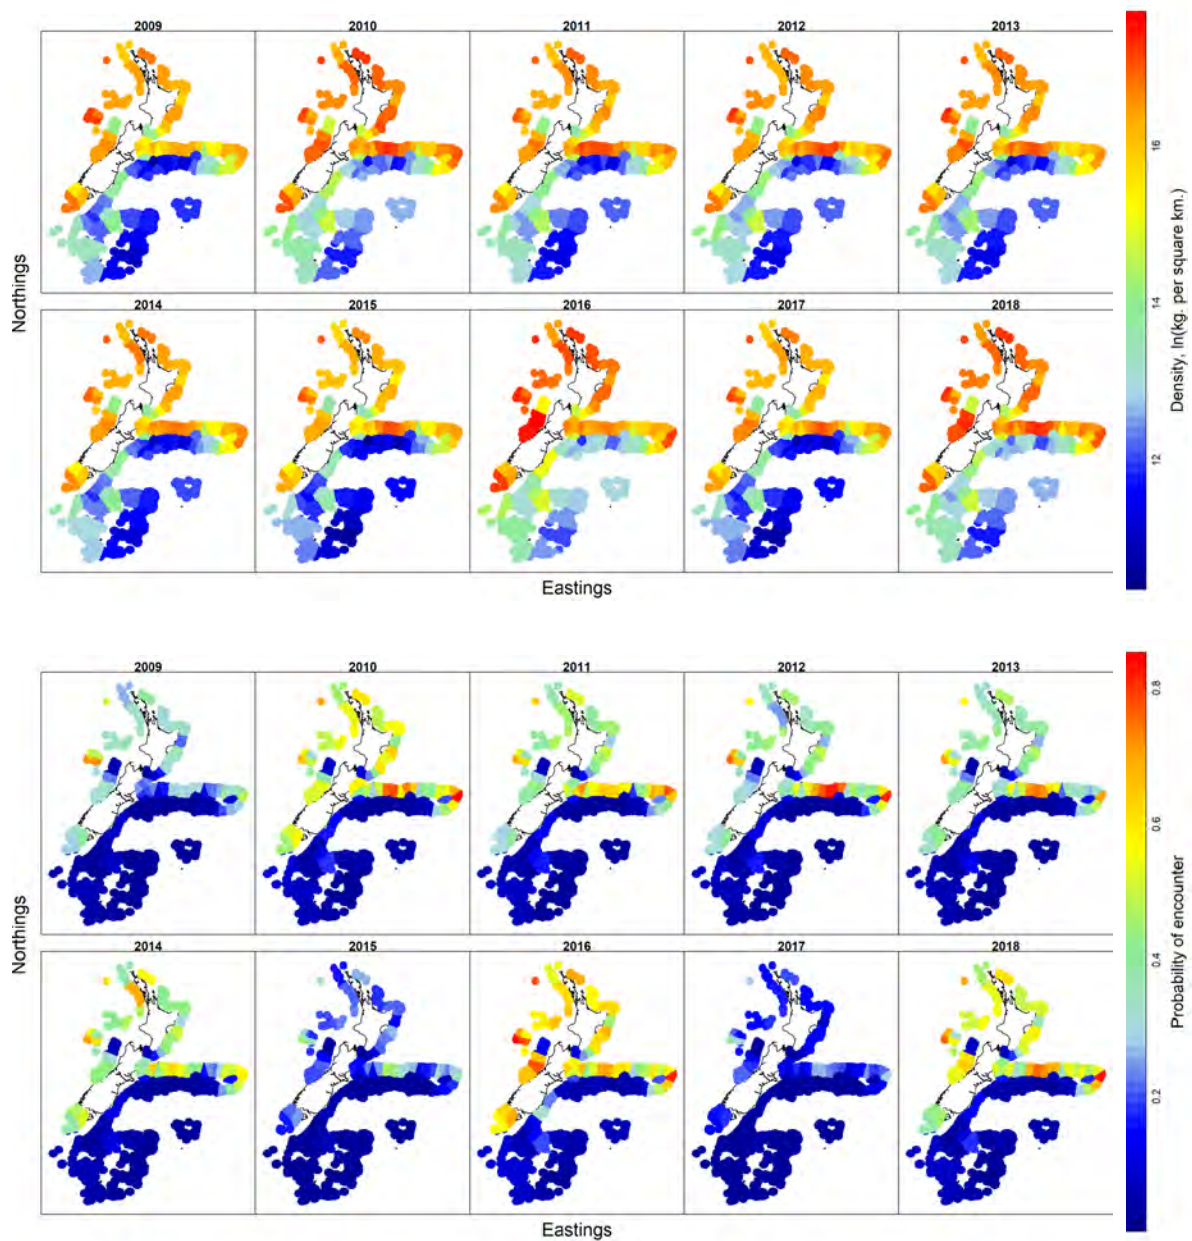 2009 2010 2011 2012 2013
2014 2015 2016 2017 2018
Northings
Eastings
16
14
12
Density, ln(kg. per square km.)
2009 2010 2011 2012 2013
2014 2015 2016 2017 2018
Northings
Eastings
0.8
0.6
0.4
0.2
Probability of encounter